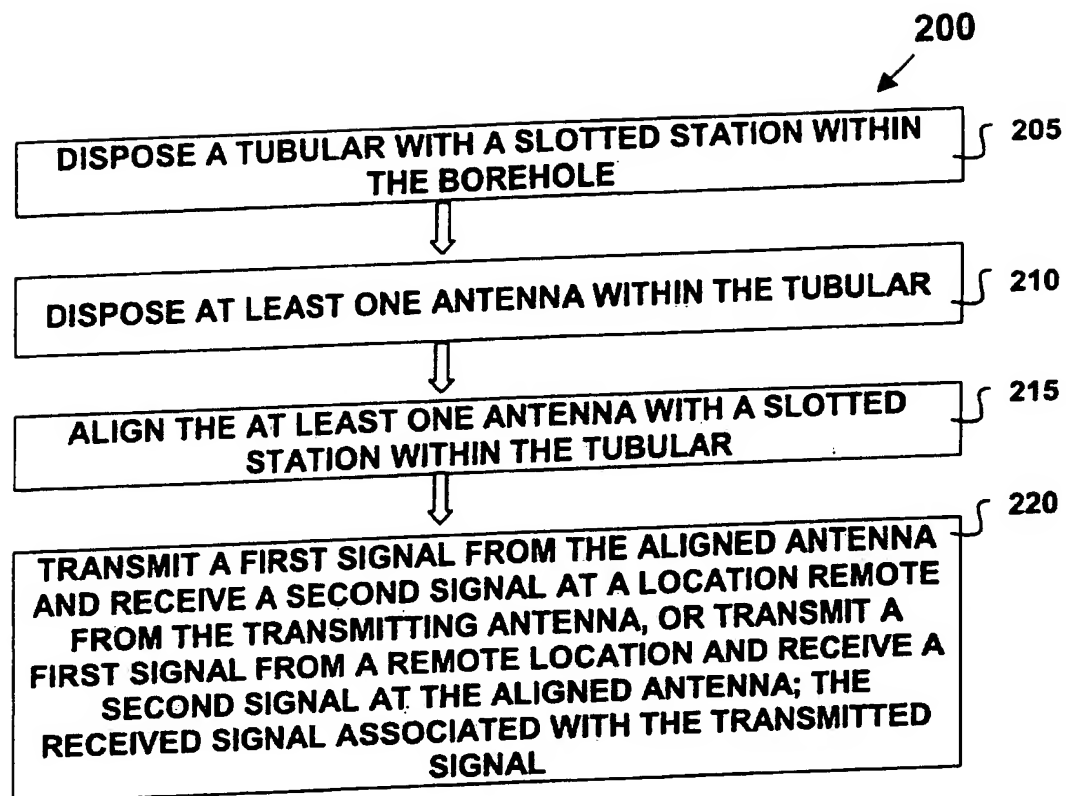 200
DISPOSE A TUBULAR WITH A SLOTTED STATION WITHIN
THE BOREHOLE
205
DISPOSE AT LEAST ONE ANTENNA WITHIN THE TUBULAR
210
ALIGN THE AT LEAST ONE ANTENNA WITH A SLOTTED
STATION WITHIN THE TUBULAR
215
TRANSMIT A FIRST SIGNAL FROM THE ALIGNED ANTENNA
AND RECEIVE A SECOND SIGNAL AT A LOCATION REMOTE
FROM THE TRANSMITTING ANTENNA, OR TRANSMIT A
FIRST SIGNAL FROM A REMOTE LOCATION AND RECEIVE A
SECOND SIGNAL AT THE ALIGNED ANTENNA; THE
RECEIVED SIGNAL ASSOCIATED WITH THE TRANSMITTED
SIGNAL
220